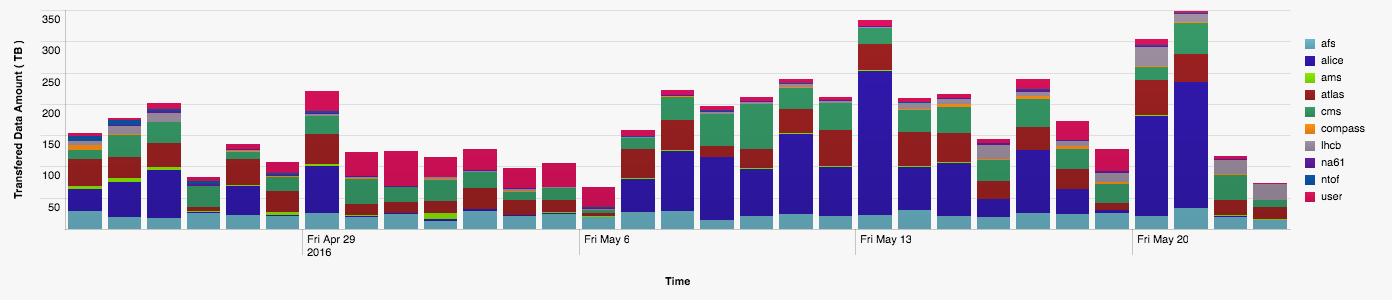 Transfered Data Amount ( TB )
350
300
250
200
150
100
50
Fri Apr 29
2016
Fri May 6
Fri May 13
Fri May 20
Time
afs
alice
ams
atlas
cms
compass
lhcb
na61
ntof
user